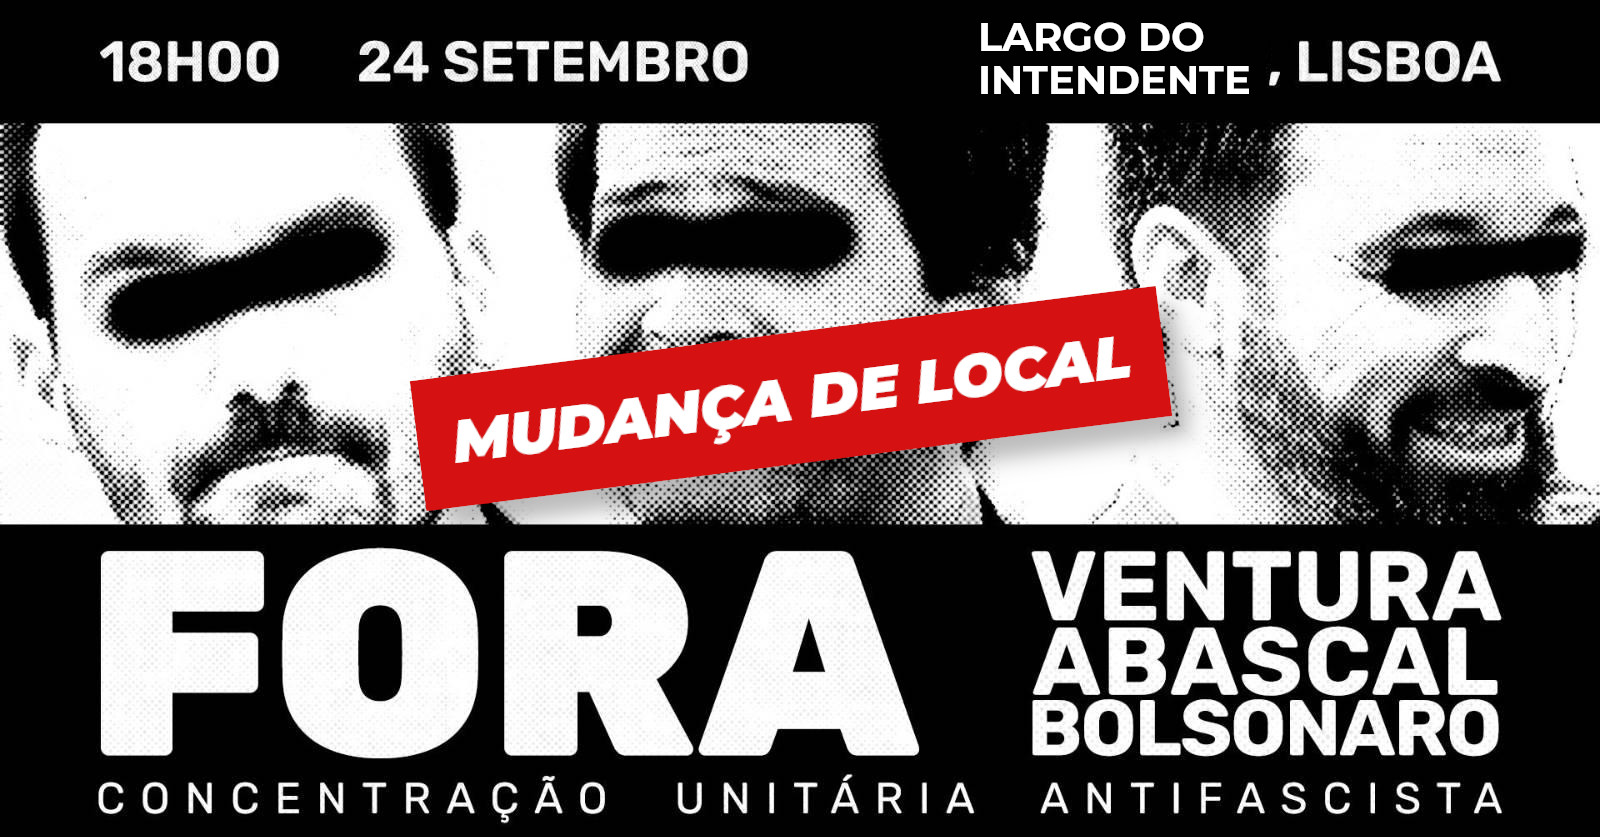 18H00 24 SETEMBRO
LARGO DO
INTENDENTE , LISBOA
MUDANÇA DE LOCAL
FORA
VENTURA
ABASCAL
BOLSONARO
CONCENTRAÇÃO UNITÁRIA ANTIFASCISTA